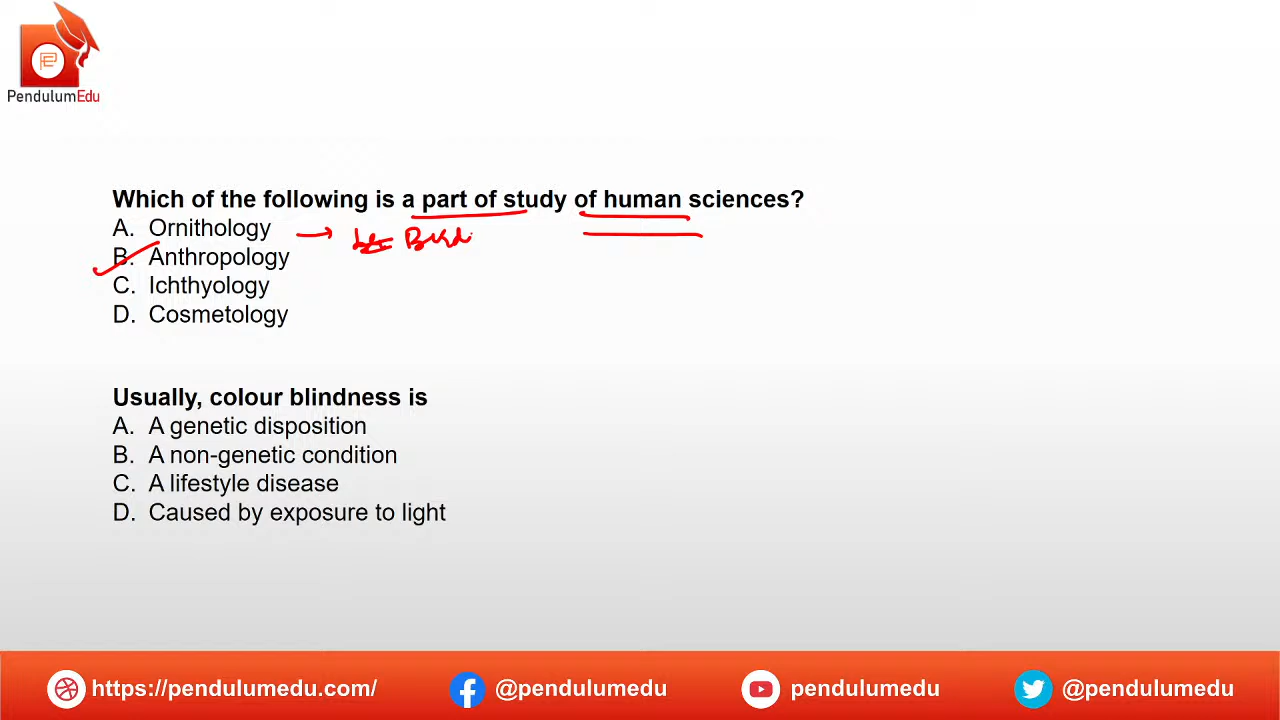 PendulumEdu
Which of the following is a part of study of human sciences?
A. Ornithology
B. Anthropology
C. Ichthyology
D. Cosmetology
Usually, colour blindness is
A. A genetic disposition
B. A non-genetic condition
C. A lifestyle disease
D. Caused by exposure to light
https://pendulumedu.com/ @pendulumedu pendulumedu @pendulumedu